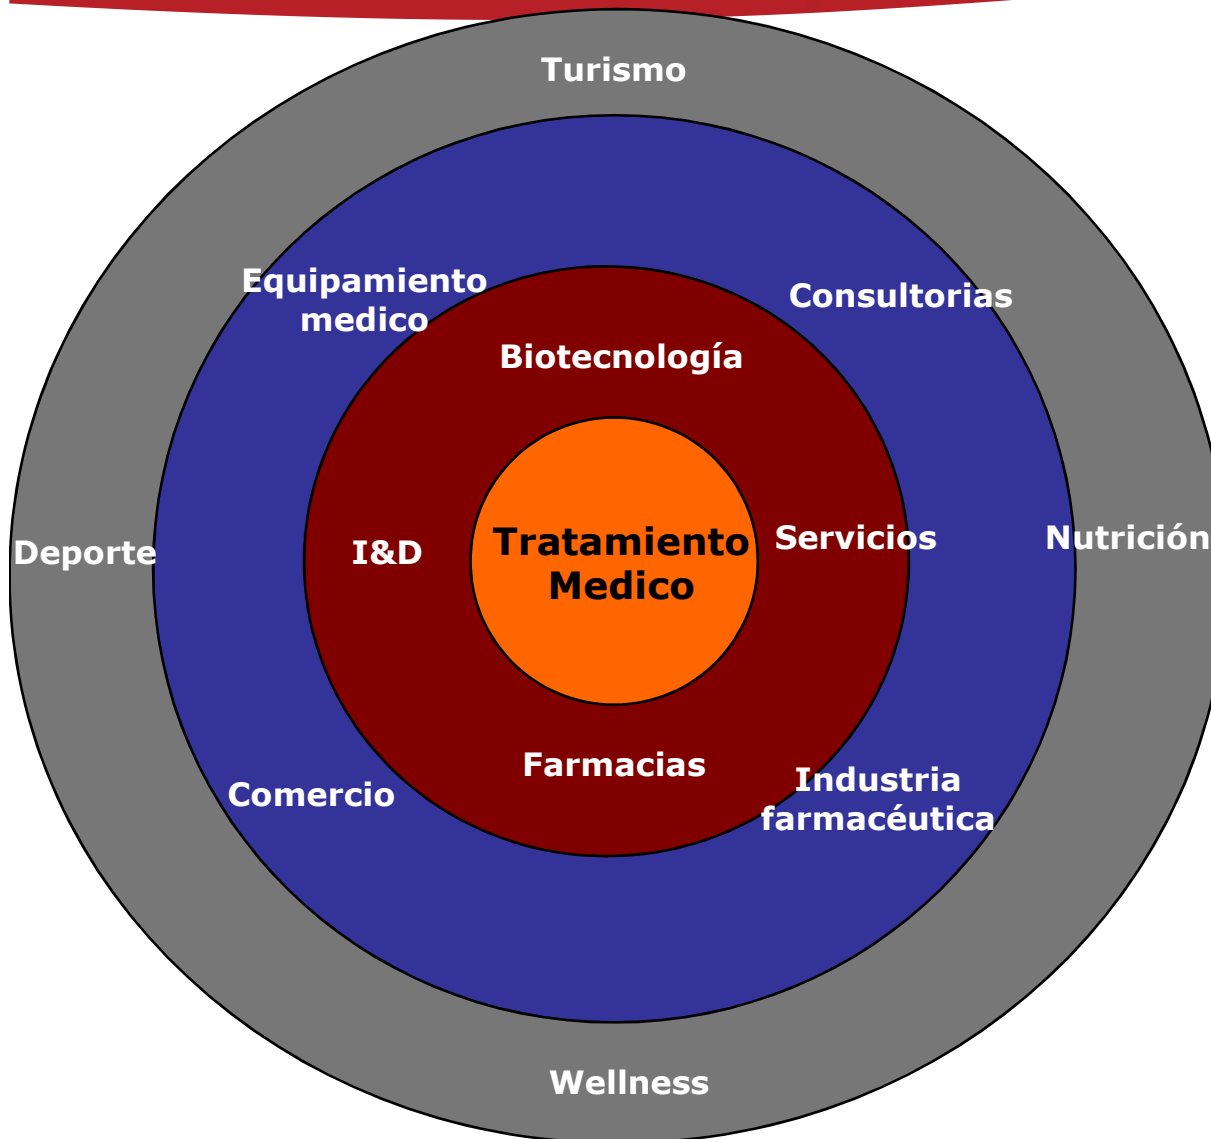 Turismo
Equipamiento
medico
Consultorias
Biotecnología
Deporte
I&D
Tratamiento
Medico
Servicios
Nutrición
Farmacias
Comercio
Industria
farmacéutica
Wellness